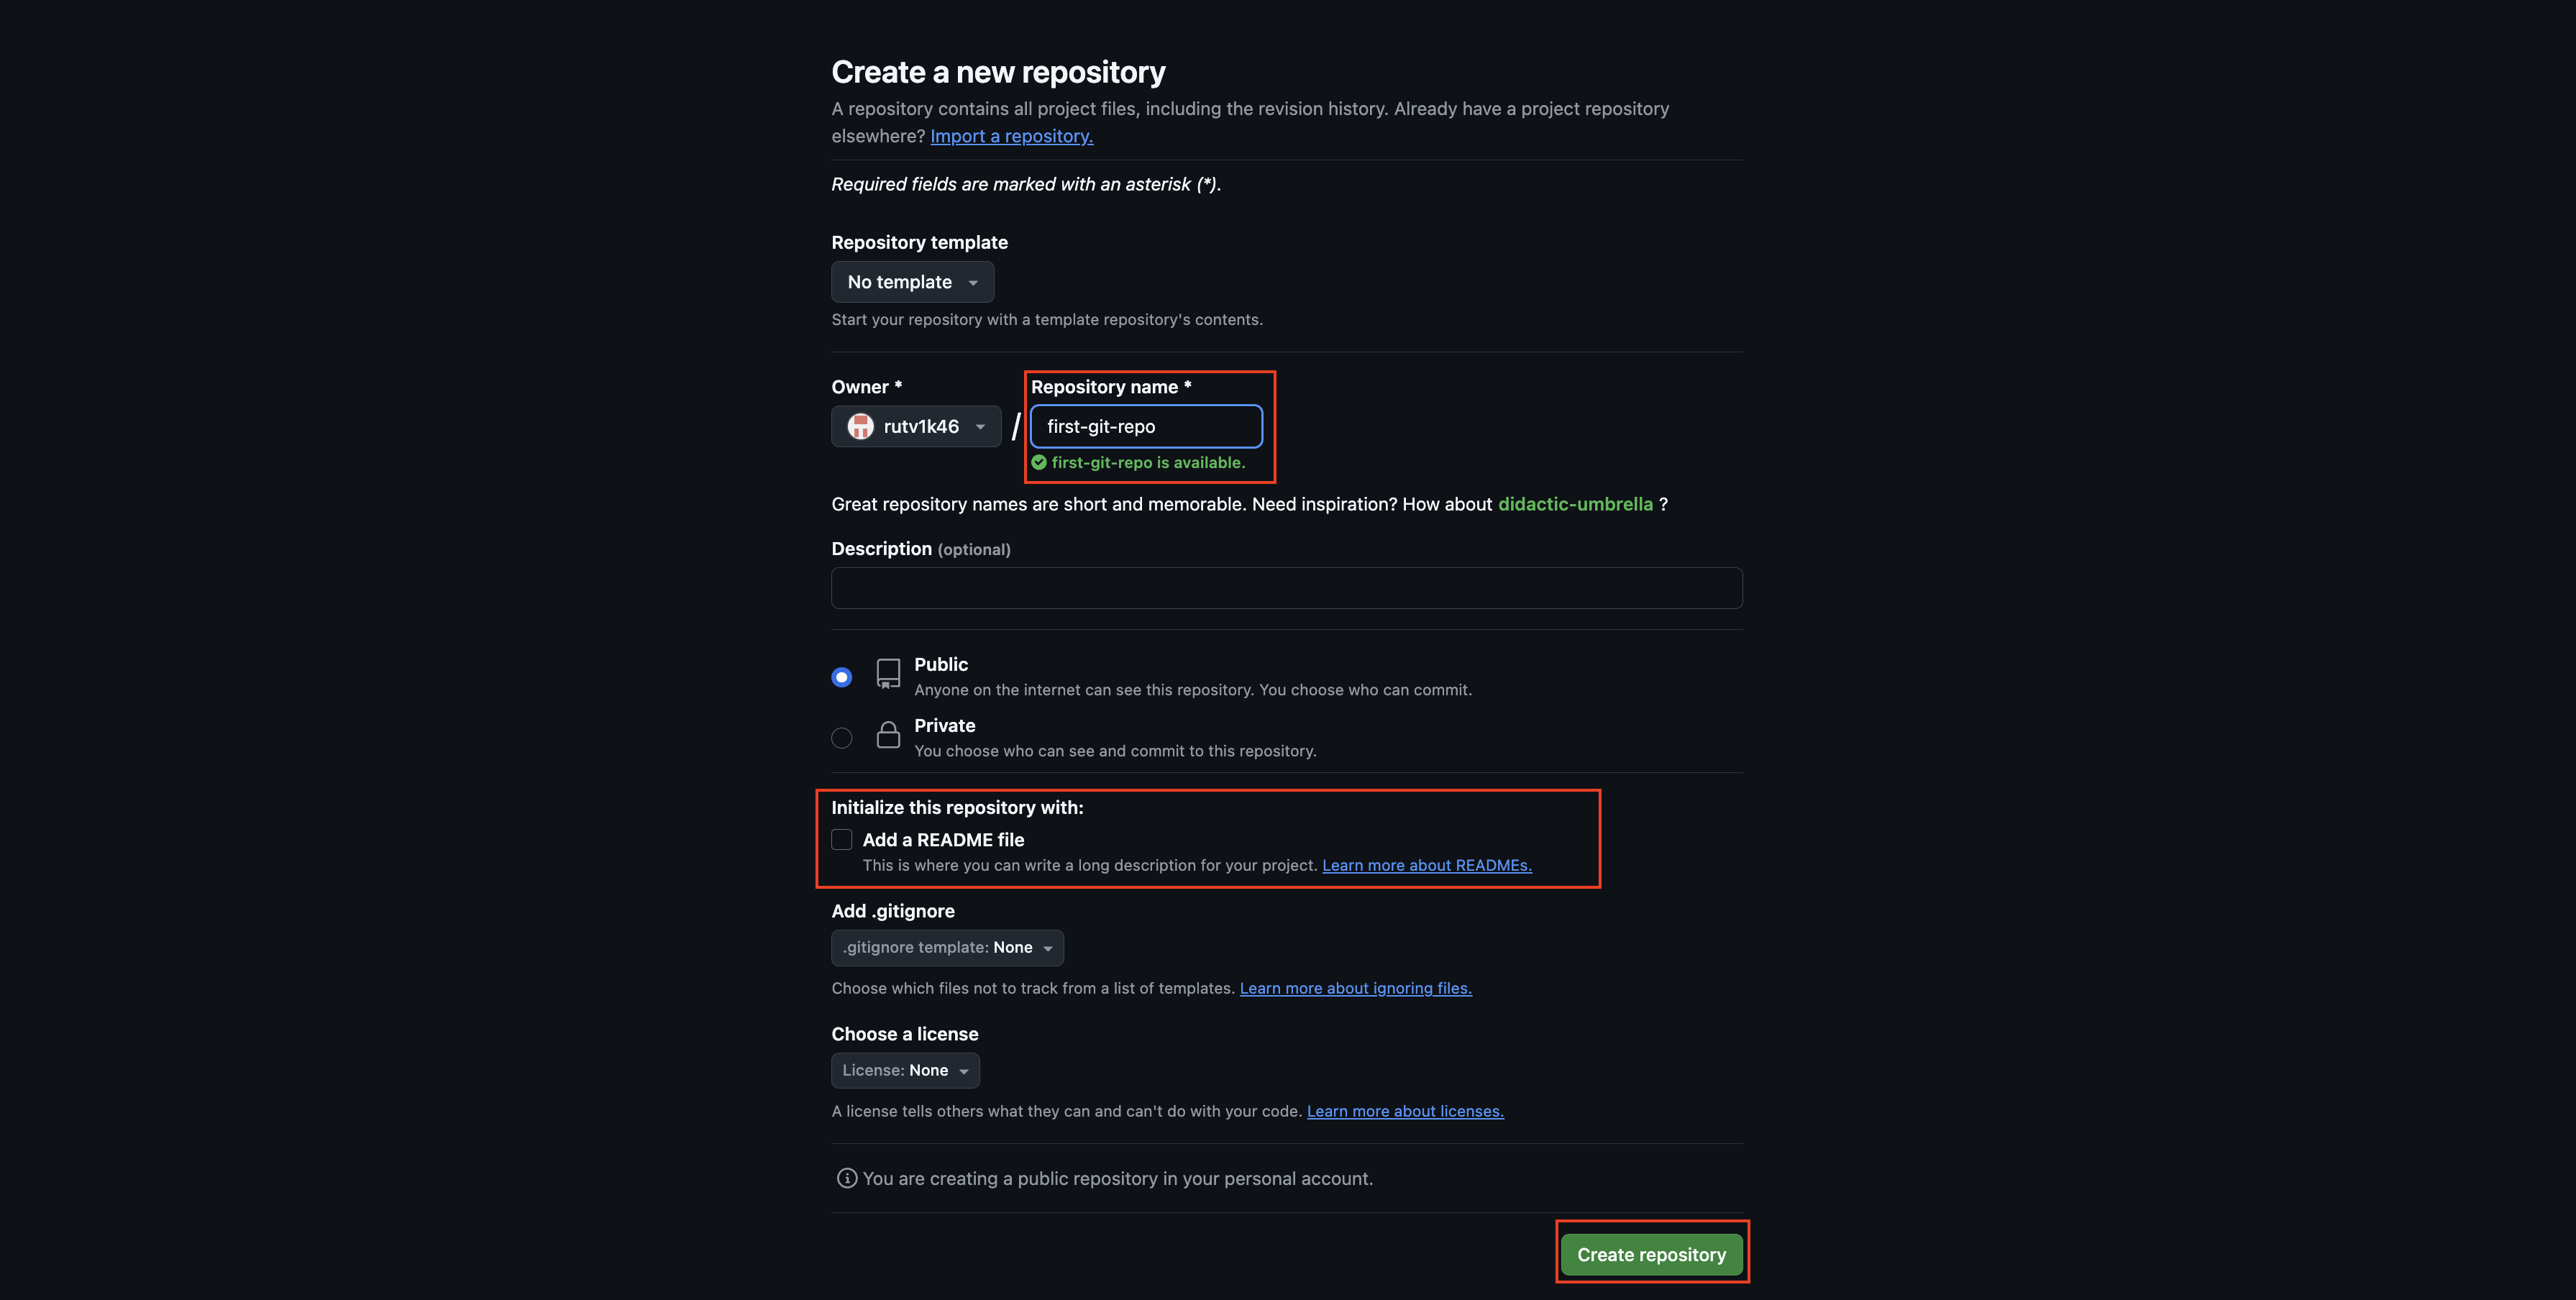 Create a new repository
A repository contains all project files, including the revision history. Already have a project repository
elsewhere? Import a repository.
Required fields are marked with an asterisk (*).
Repository template
No template
Start your repository with a template repository's contents.
Owner *
Repository name *
rutv1k46
/
first-git-repo
first-git-repo is available.
Great repository names are short and memorable. Need inspiration? How about didactic-umbrella ?
Description (optional)
Public
Anyone on the internet can see this repository. You choose who can commit.
Private
You choose who can see and commit to this repository.
Initialize this repository with:
Add a README file
This is where you can write a long description for your project. Learn more about READMEs.
Add .gitignore
.gitignore template: None
Choose which files not to track from a list of templates. Learn more about ignoring files.
Choose a license
License: None
A license tells others what they can and can't do with your code. Learn more about licenses.
You are creating a public repository in your personal account.
Create repository